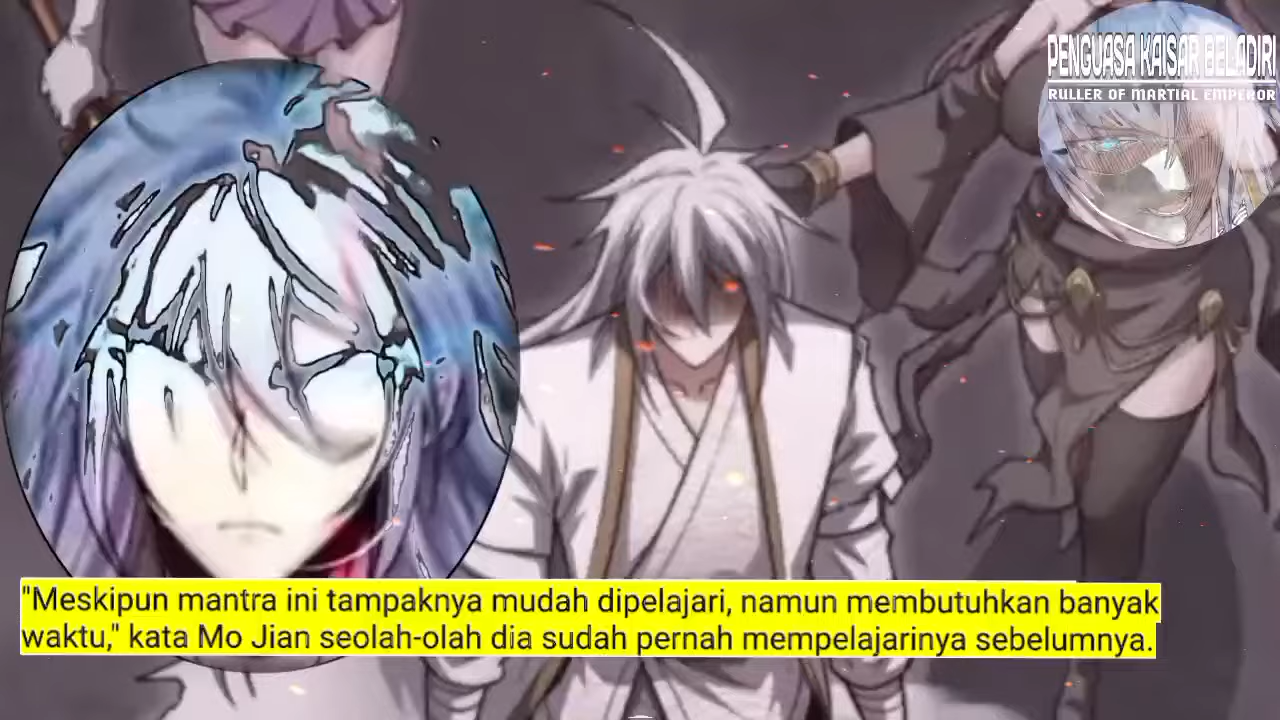 PENGUASA KAISAR BELADIRI
RULLER OF MARTIAL EMPEROR
"Meskipun mantra ini tampaknya mudah dipelajari, namun membutuhkan banyak
waktu," kata Mo Jian seolah-olah dia sudah pernah mempelajarinya sebelumnya.